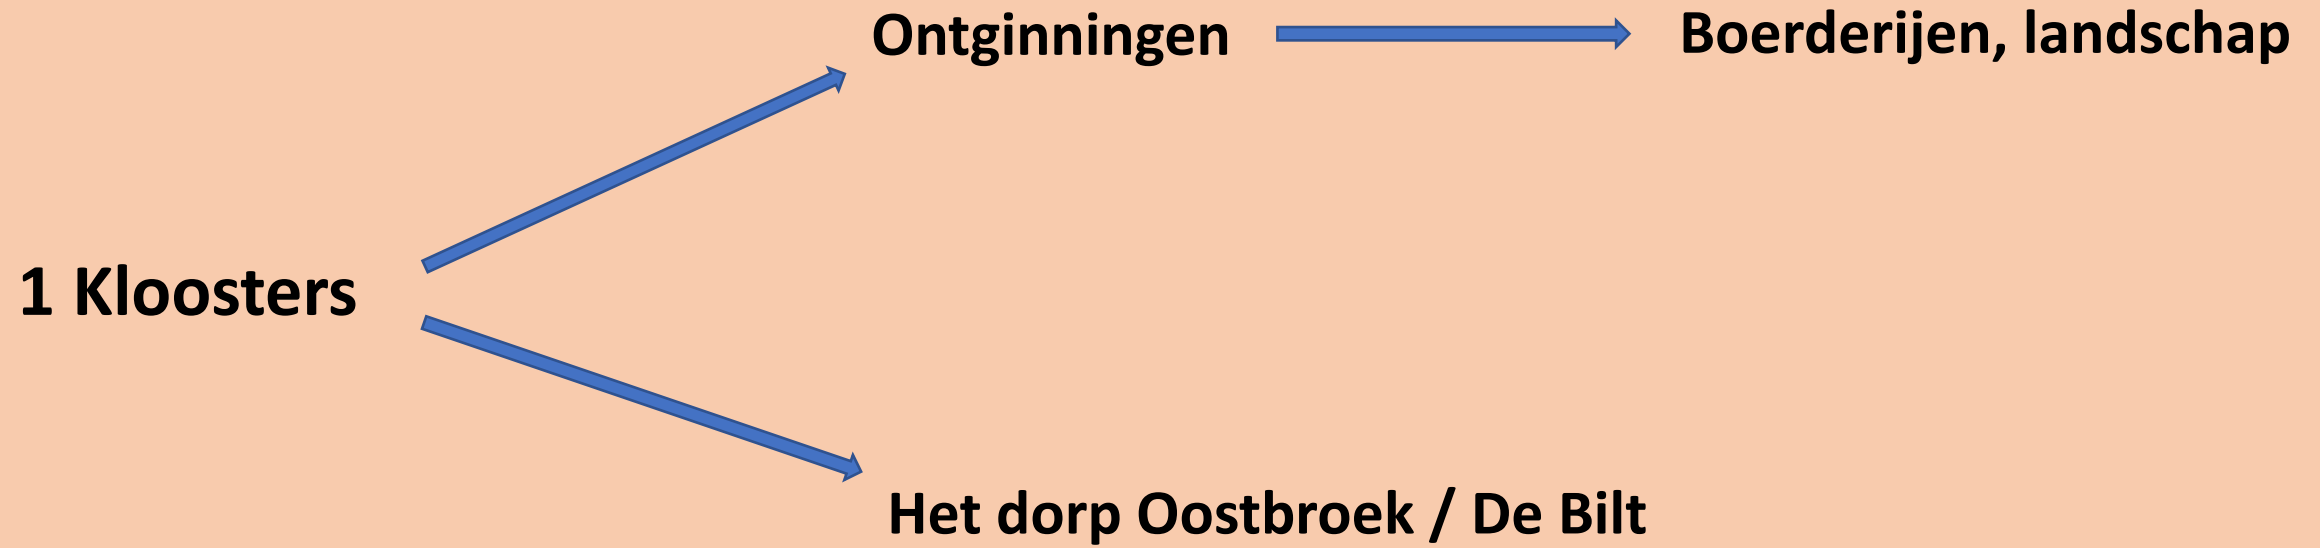 Ontginningen
Boerderijen, landschap
1 Kloosters
Het dorp Oostbroek / De Bilt